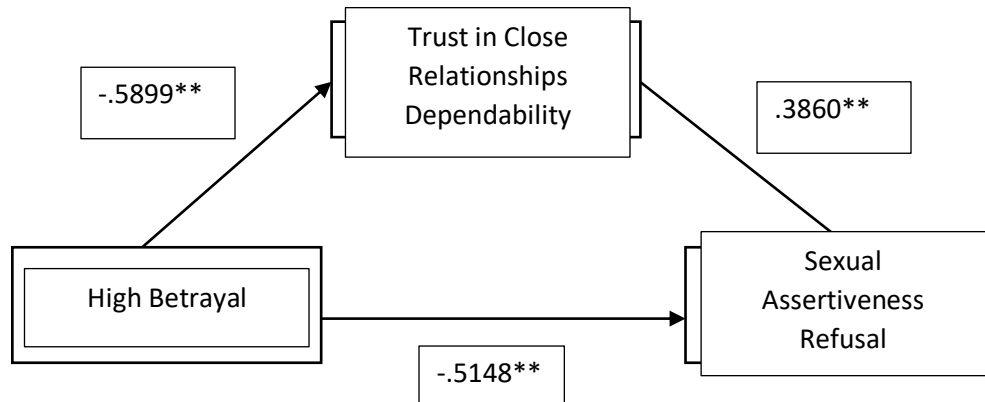 Trust in Close
Relationships
Dependability
-.5899**
.3860**
High Betrayal
Sexual
Assertiveness
Refusal
-.5148**